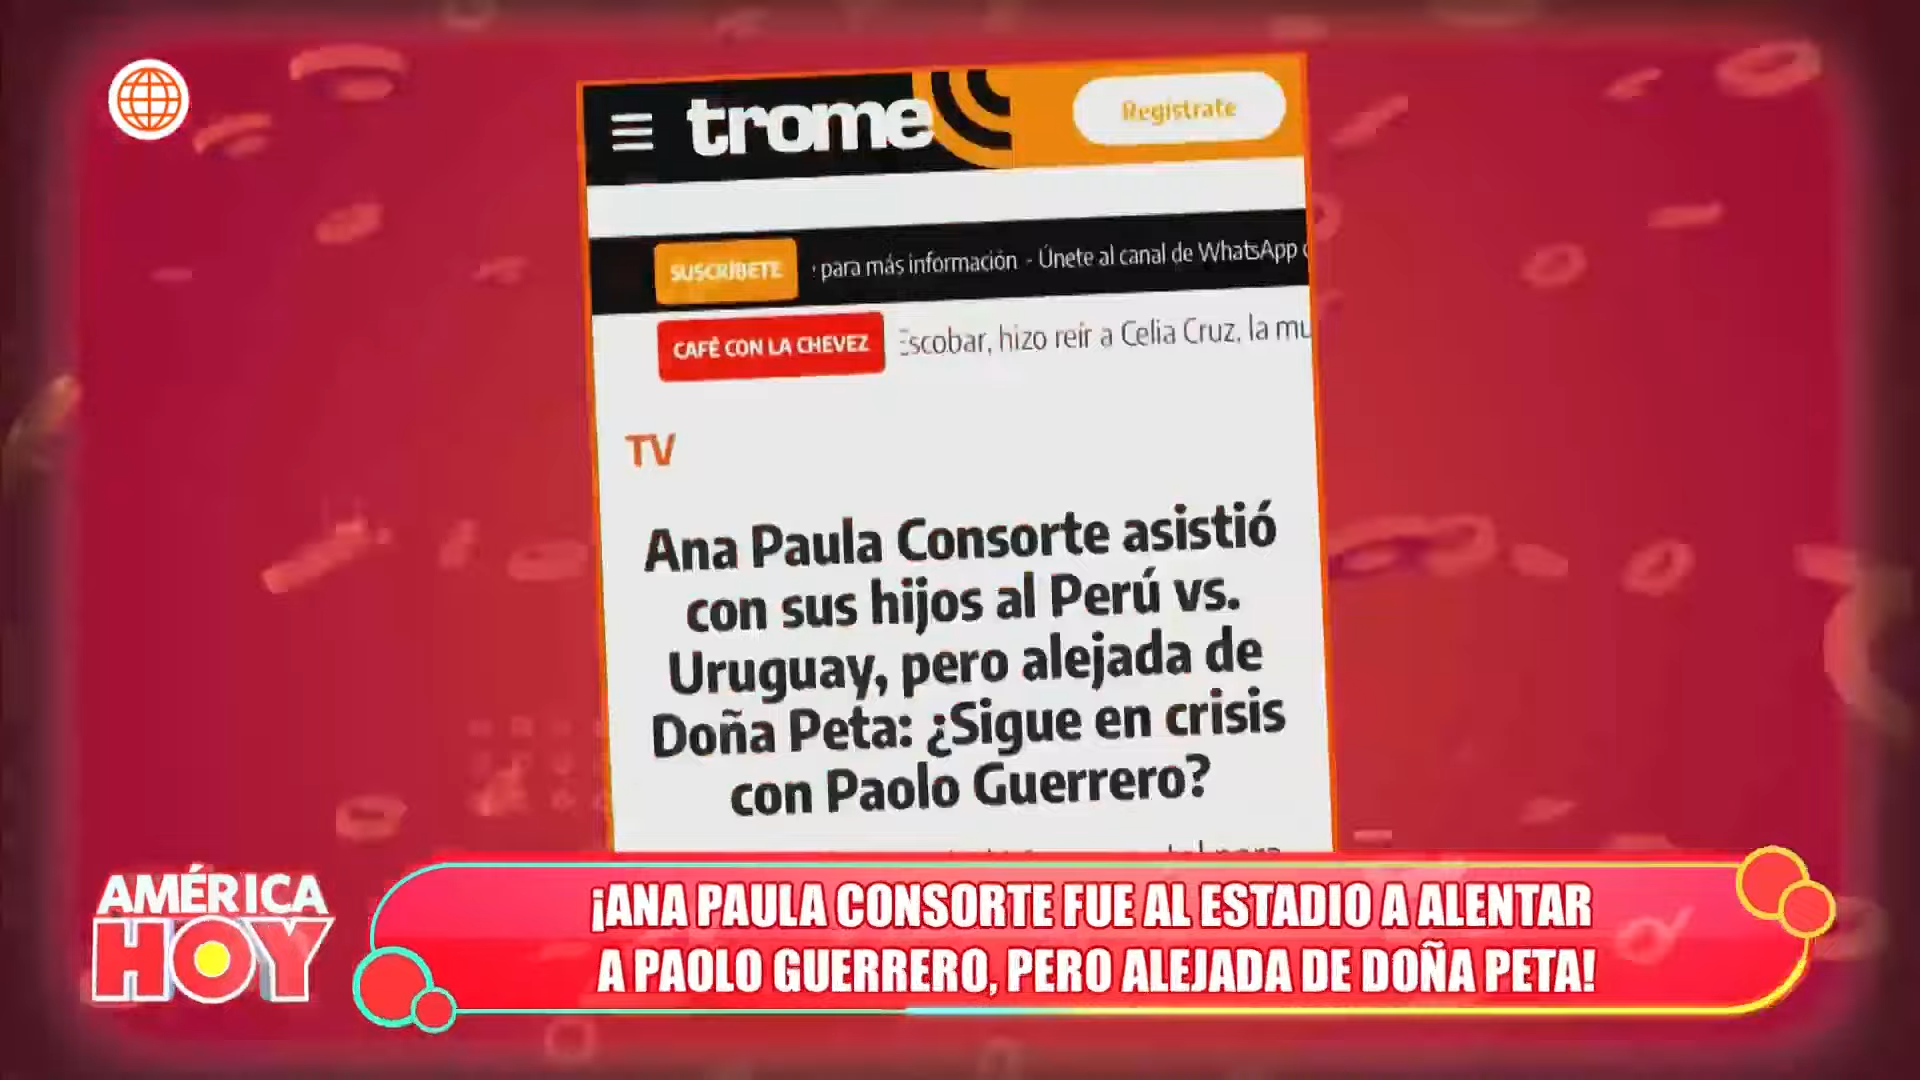 trome
Regístrate
SUSCRÍBETE
para más información - Únete al canal de WhatsApp
CAFÉ CON LA CHEVEZ
Escobar, hizo reír a Celia Cruz, la mu
TV
Ana Paula Consorte asistió
con sus hijos al Perú vs.
Uruguay, pero alejada de
Doña Peta: ¿Sigue en crisis
con Paolo Guerrero?
AMÉRICA
HOY
¡ANA PAULA CONSORTE FUE AL ESTADIO A ALENTAR
A PAOLO GUERRERO, PERO ALEJADA DE DOÑA PETA!